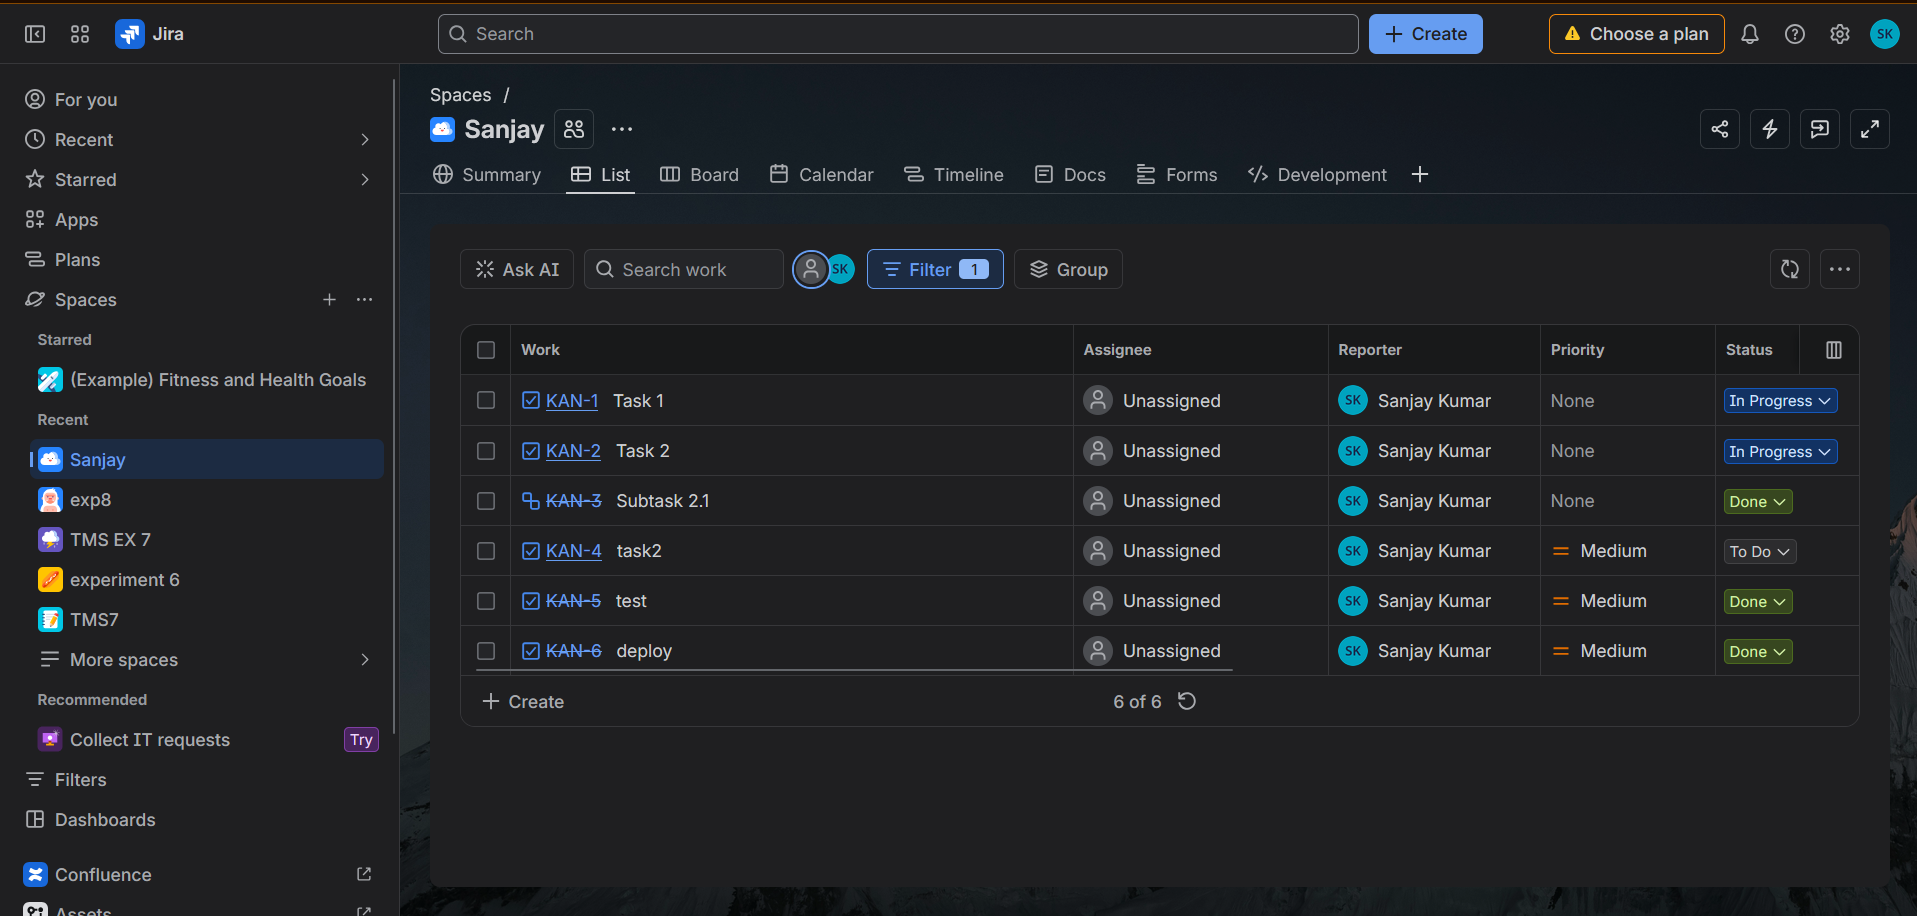 Jira
Search
+ Create
Choose a plan
SK
For you
Recent
Starred
Apps
Plans
Spaces
Starred
(Example) Fitness and Health Goals
Recent
Sanjay
exp8
TMS EX 7
experiment 6
TMS7
More spaces
Recommended
Collect IT requests Try
Filters
Dashboards
Confluence
Assets
Spaces /
Sanjay
Summary List Board Calendar Timeline Docs Forms Development
Ask AI Search work SK Filter 1 Group
Work Assignee Reporter Priority Status
KAN-1 Task 1 Unassigned SK Sanjay Kumar None In Progress
KAN-2 Task 2 Unassigned SK Sanjay Kumar None In Progress
KAN-3 Subtask 2.1 Unassigned SK Sanjay Kumar None Done
KAN-4 task2 Unassigned SK Sanjay Kumar Medium To Do
KAN-5 test Unassigned SK Sanjay Kumar Medium Done
KAN-6 deploy Unassigned SK Sanjay Kumar Medium Done
+ Create 6 of 6